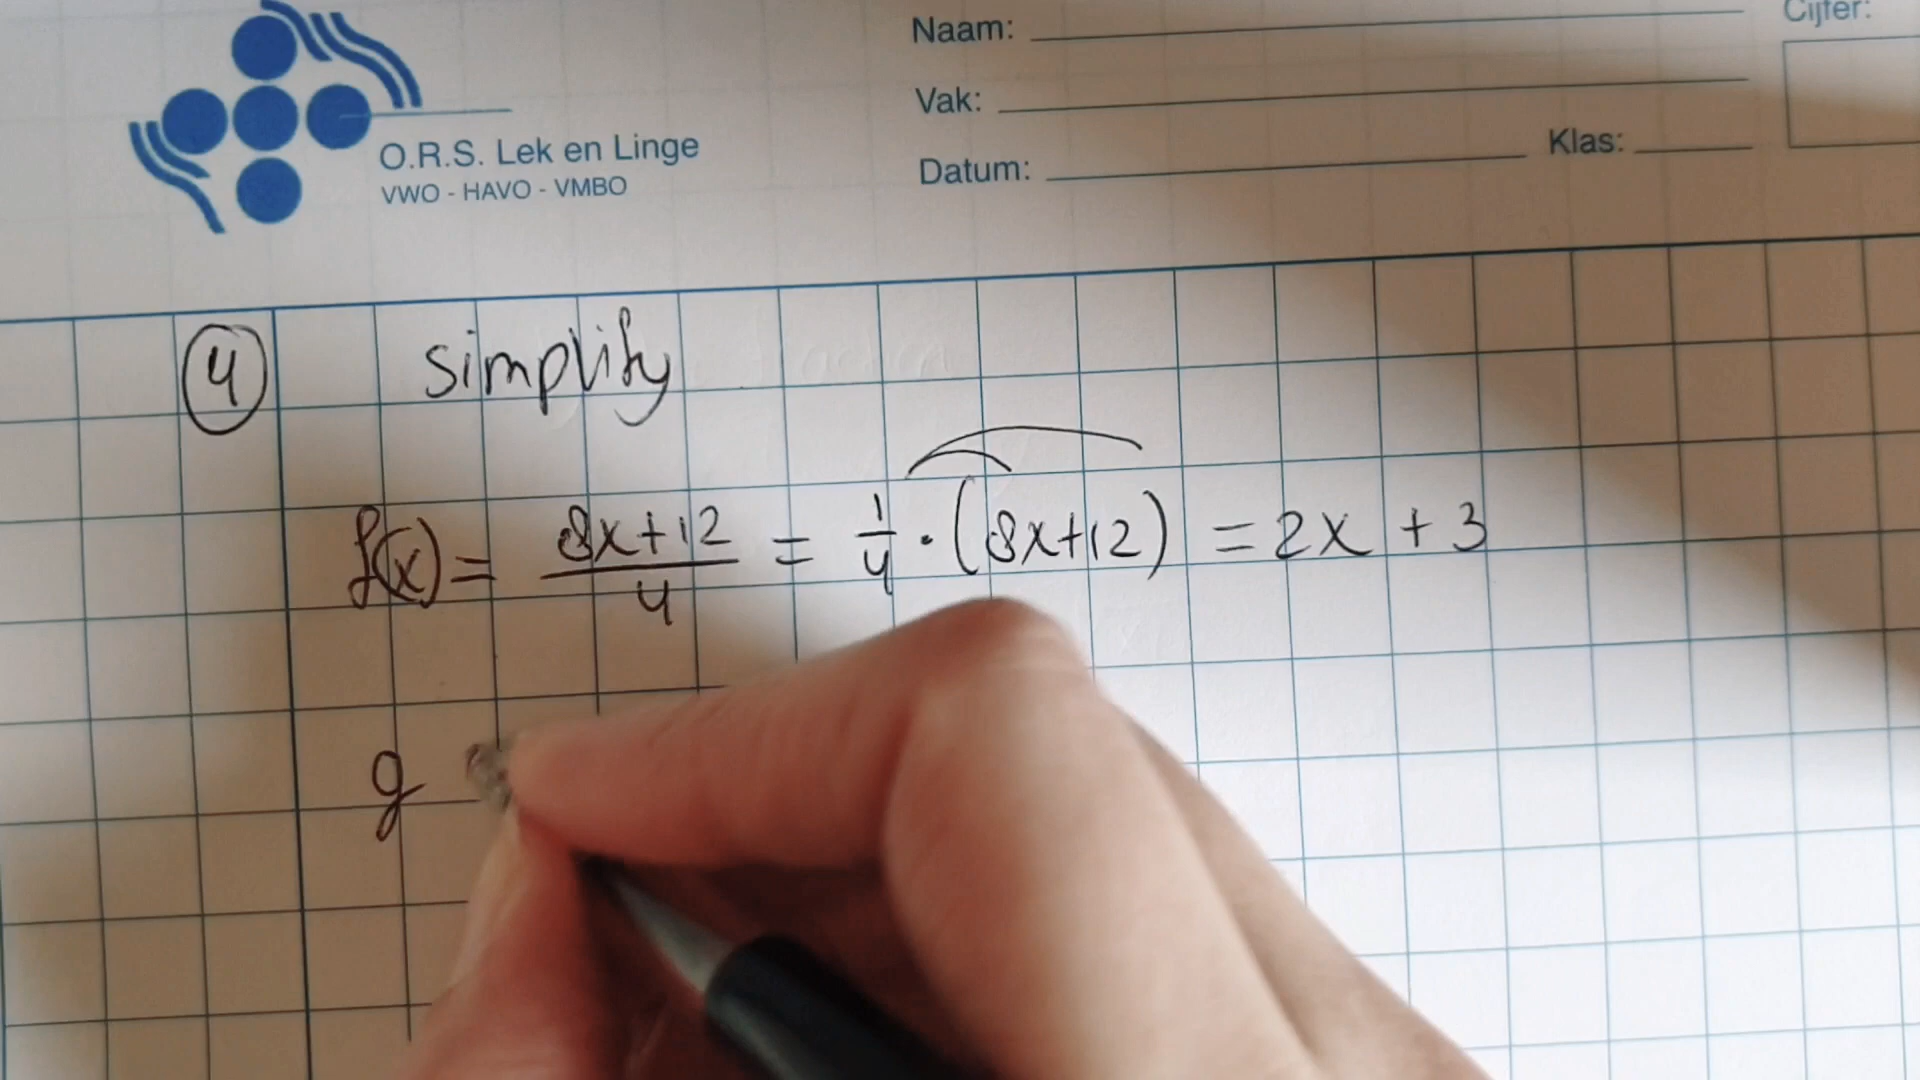 Naam:
Cijfer:
Vak:
Klas:
Datum:
O.R.S. Lek en Linge
VWO - HAVO - VMBO
4 simplify
f(x) = 8x+12/4 = 1/4 · (8x+12) = 2x + 3
g